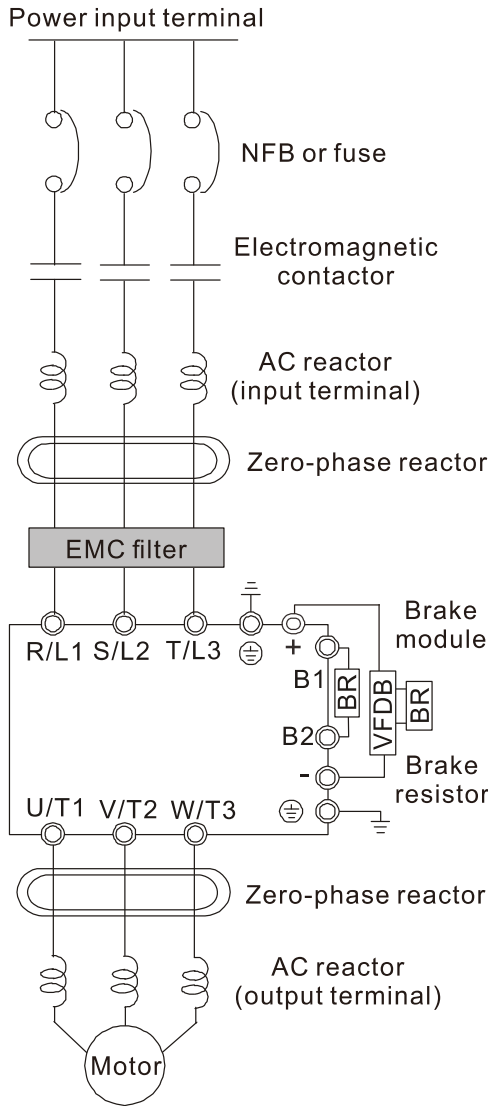 Power input terminal
NFB or fuse
Electromagnetic
contactor
AC reactor
(input terminal)
Zero-phase reactor
EMC filter
R/L1 S/L2 T/L3
+
Brake
module
B1
BR
VFDB
BR
B2
-
Brake
resistor
U/T1 V/T2 W/T3
Zero-phase reactor
AC reactor
(output terminal)
Motor